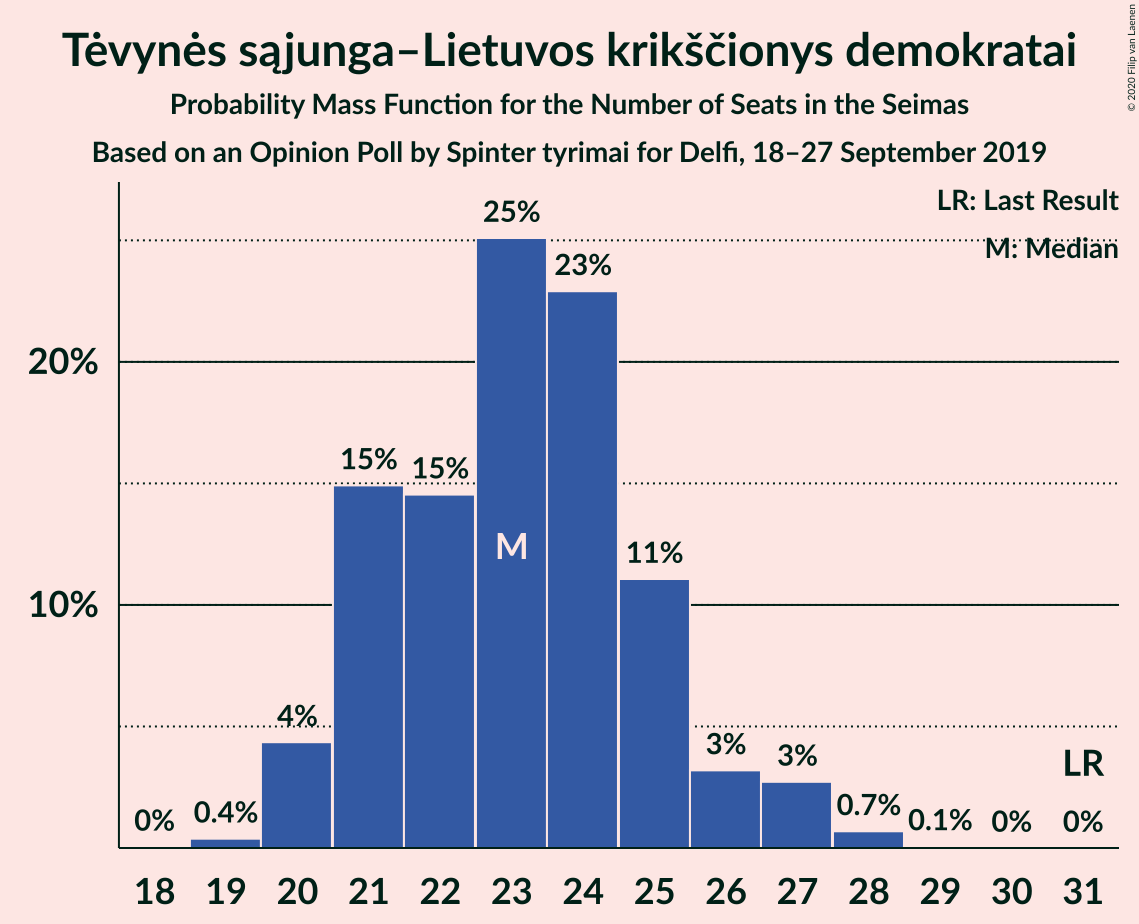 Tėvynės sąjunga–Lietuvos krikščionys demokratai
Probability Mass Function for the Number of Seats in the Seimas
Based on an Opinion Poll by Spinter tyrimai for Delfi, 18–27 September 2019
© 2020 Filip van Laenen
LR: Last Result
M: Median
25%
23%
20%
15%
15%
M
11%
10%
4%
3%
3%
LR
0%
0.4%
0.7%
0.1%
0%
0%
18 19 20 21 22 23 24 25 26 27 28 29 30 31